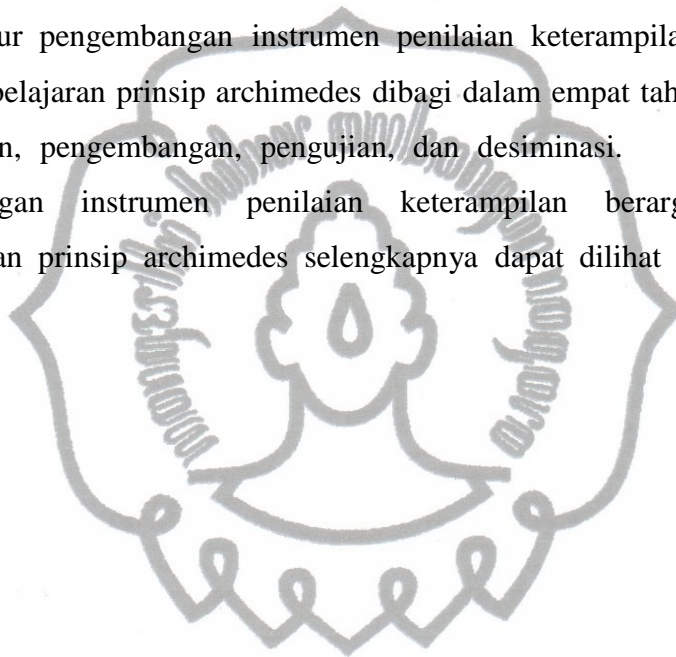 ur pengembangan instrumen penilaian keterampila
belajaran prinsip archimedes dibagi dalam empat tah
n, pengembangan, pengujian, dan desiminasi.
gan instrumen penilaian keterampilan berarg
an prinsip archimedes selengkapnya dapat dilihat